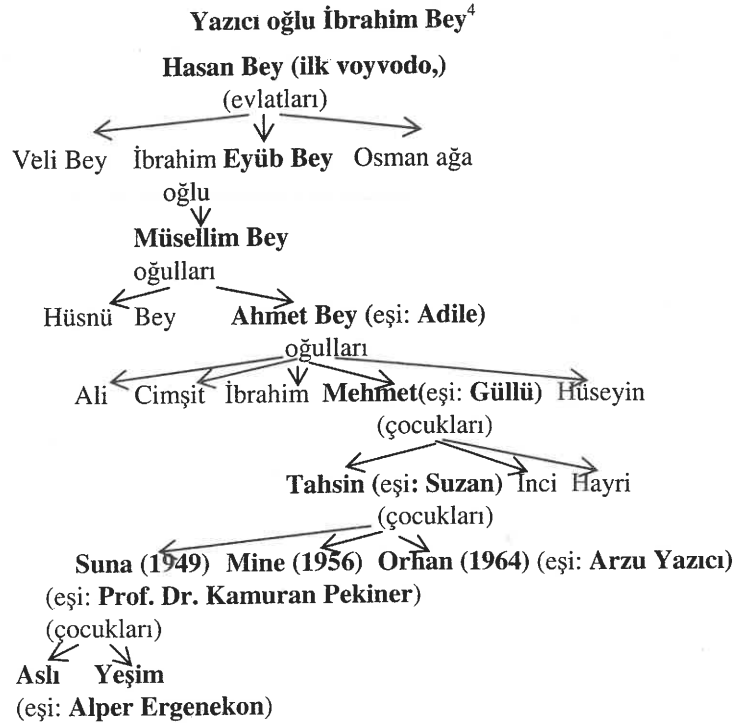 Yazıcı oğlu İbrahim Bey4
Hasan Bey (ilk voyvodo,)
(evlatları)
Veli Bey İbrahim Eyüb Bey Osman ağa
oğlu
Müsellim Bey
oğulları
Hüsnü Bey Ahmet Bey (eşi: Adile)
oğulları
Ali Cimşit İbrahim Mehmet(eşi: Güllü) Hüseyin
(çocukları)
Tahsin (eşi: Suzan) İnci Hayri
(çocukları)
Suna (1949) Mine (1956) Orhan (1964) (eşi: Arzu Yazıcı)
(eşi: Prof. Dr. Kamuran Pekiner)
(çocukları)
Aslı Yeşim
(eşi: Alper Ergenekon)